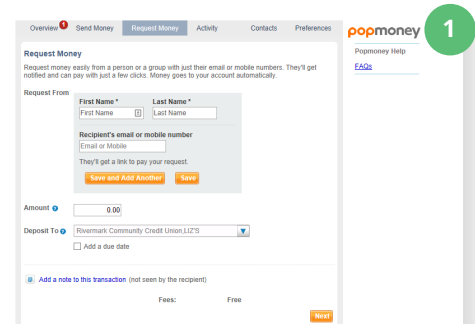 Overview 1 Send Money Request Money Activity Contacts Preferences
popmoney
1
Popmoney Help
FAQs
Request Money
Request money easily from a person or a group with just their email or mobile numbers. They'll get
notified and can pay with just a few clicks. Money goes to your account automatically.
Request From
First Name * Last Name *
First Name Last Name
Recipient's email or mobile number
Email or Mobile
They'll get a link to pay your request
Save and Add Another Save
Amount ? 0.00
Deposit To ? Rivermark Community Credit Union,LIZ'S
Add a due date
Add a note to this transaction (not seen by the recipient)
Fees: Free
Next